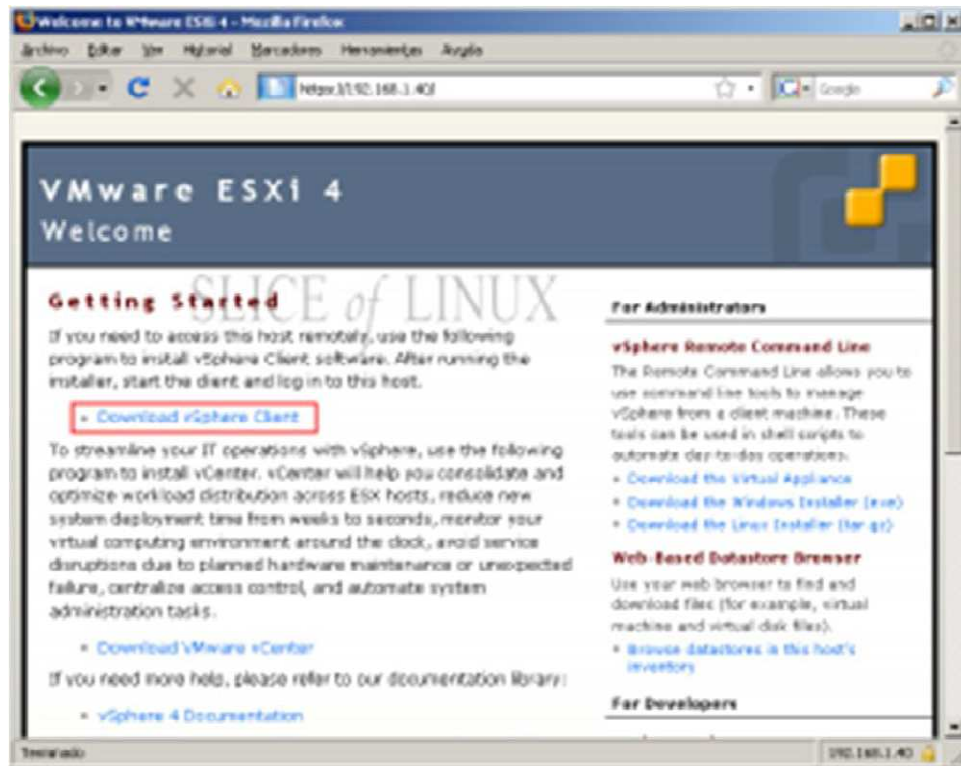 Welcome to VMware ESXi 4 - Mozilla Firefox
Archivo Editar Ver Historial Marcadores Herramientas Ayuda
https://192.168.1.40/
Google
VMware ESXi 4
Welcome
SLICE of LINUX
Getting Started
If you need to access this host remotely, use the following
program to install vSphere Client software. After running the
installer, start the client and log in to this host.
Download vSphere Client
To streamline your IT operations with vSphere, use the following
program to install vCenter. vCenter will help you consolidate and
optimize workload distribution across ESX hosts, reduce new
system deployment time from weeks to seconds, monitor your
virtual computing environment around the clock, avoid service
disruptions due to planned hardware maintenance or unexpected
failure, centralize access control, and automate system
administration tasks.
Download VMware vCenter
If you need more help, please refer to our documentation library:
vSphere 4 Documentation
For Administrators
vSphere Remote Command Line
The Remote Command Line allows you to
use command line tools to manage
vSphere from a client machine. These
tools can be used in shell scripts to
automate day-to-day operations.
Download the Virtual Appliance
Download the Windows Installer (exe)
Download the Linux Installer (tar.gz)
Web-Based Datastore Browser
Use your web browser to find and
download files (for example, virtual
machine and virtual disk files).
Browse datastores in this host's
inventory
For Developers
Terminado
192.168.1.40